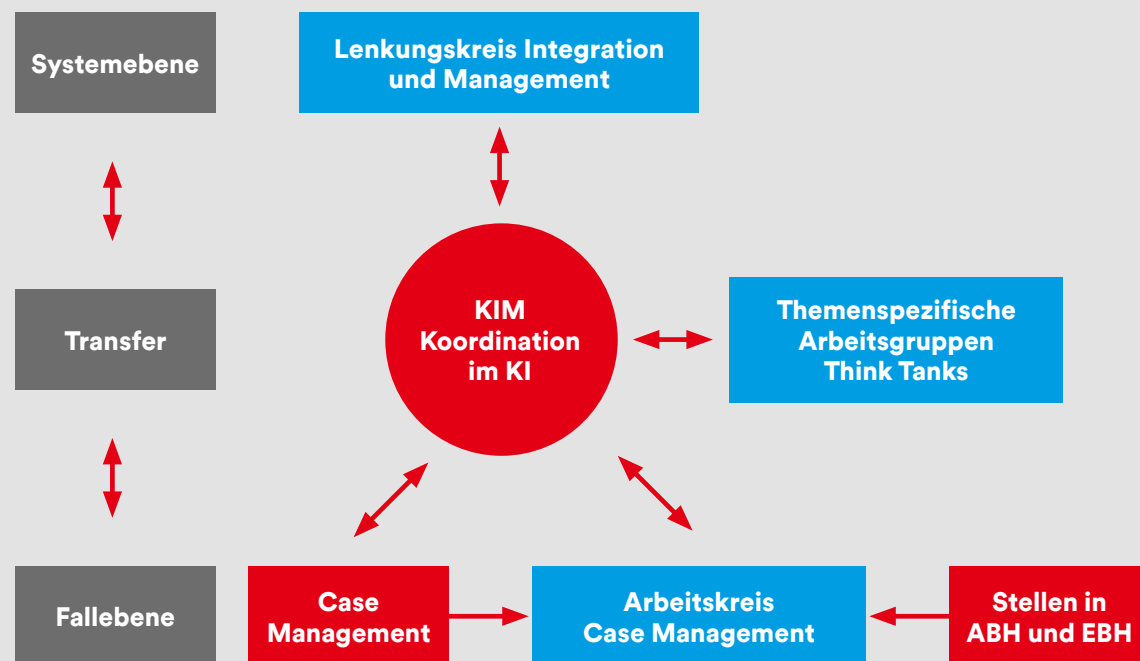 Systemebene
Lenkungskreis Integration
und Management
Transfer
KIM
Koordination
im KI
Themenspezifische
Arbeitsgruppen
Think Tanks
Fallebene
Case
Management
Arbeitskreis
Case Management
Stellen in
ABH und EBH